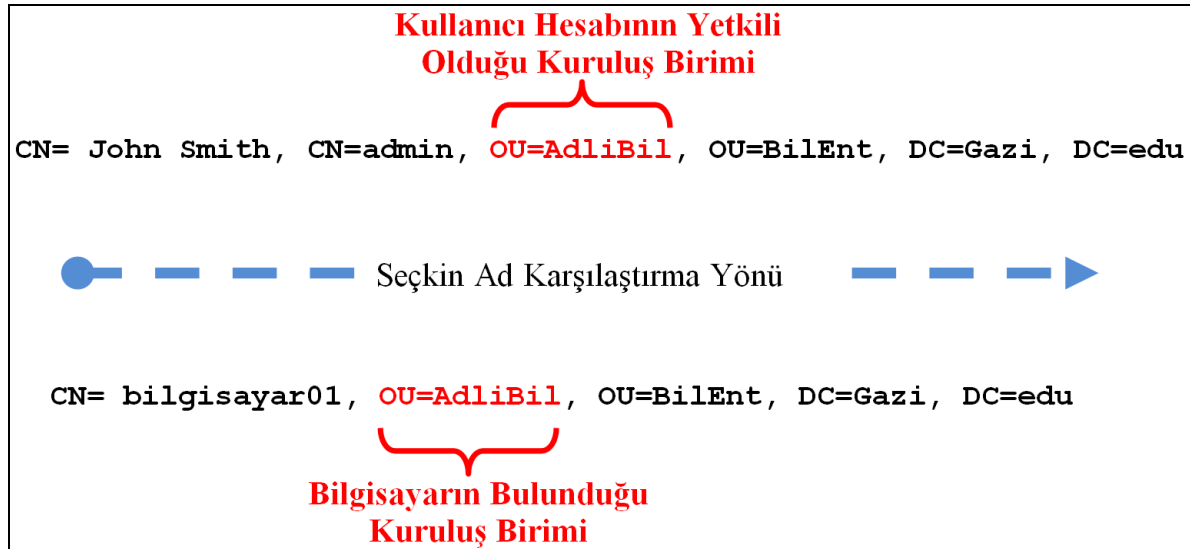 Kullanıcı Hesabının Yetkili
Olduğu Kuruluş Birimi
CN= John Smith, CN=admin, OU=AdliBil, OU=BilEnt, DC=Gazi, DC=edu
Seçkin Ad Karşılaştırma Yönü
CN= bilgisayar01, OU=AdliBil, OU=BilEnt, DC=Gazi, DC=edu
Bilgisayarın Bulunduğu
Kuruluş Birimi